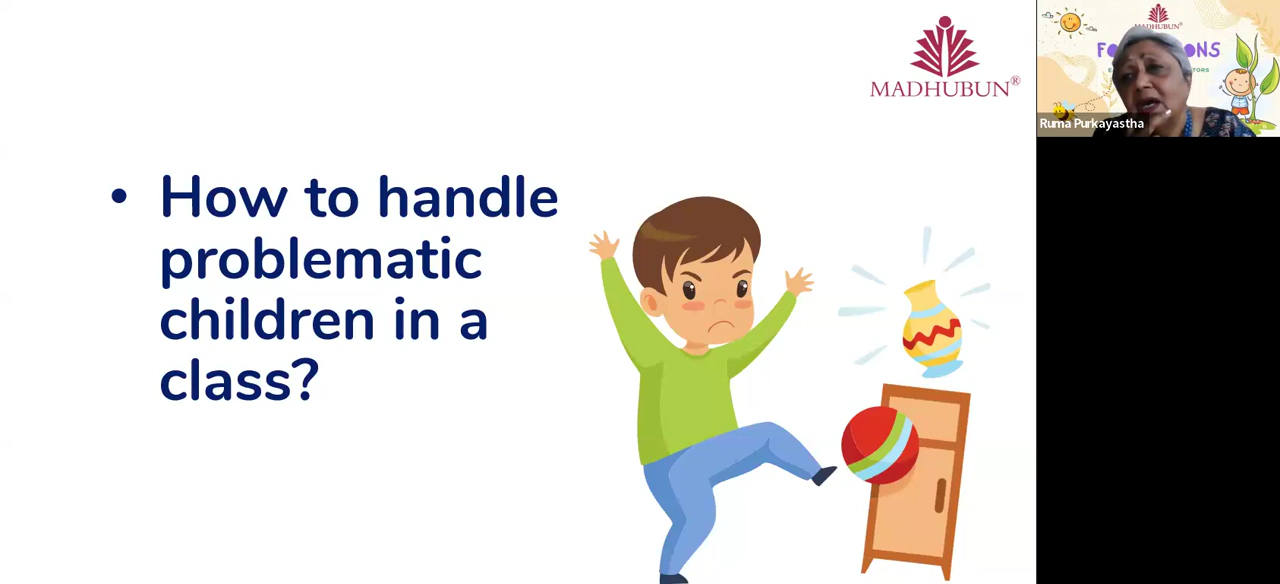 MADHUBUN®
• How to handle
problematic
children in a
class?
MADHUBUN®
Ruma Purkayastha